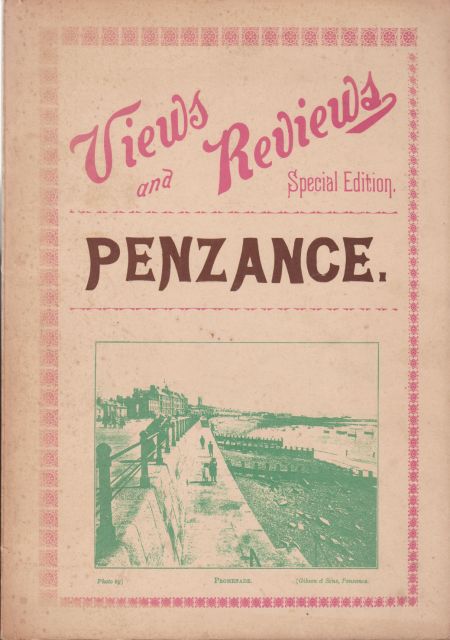 Views
and Reviews
Special Edition.
PENZANCE.
Photo by] PROMENADE. [Gibson & Sons, Penzance.